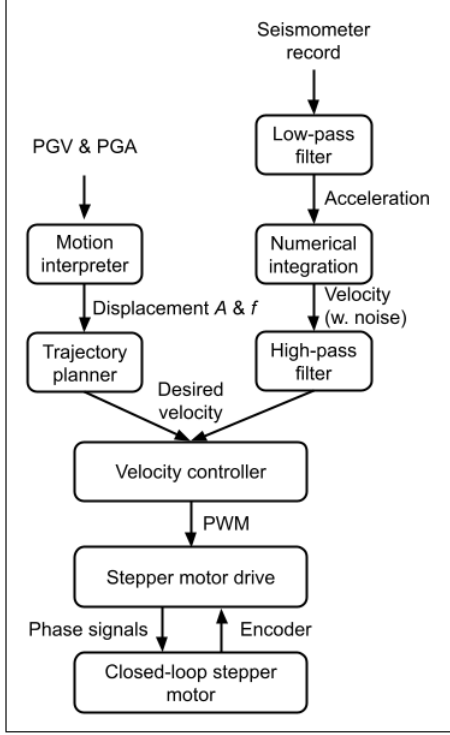 Seismometer
record
Low-pass
filter
PGV & PGA
Acceleration
Motion
interpreter
Numerical
integration
Displacement A & f
Velocity
(w. noise)
Trajectory
planner
High-pass
filter
Desired
velocity
Velocity controller
PWM
Stepper motor drive
Phase signals
Encoder
Closed-loop stepper
motor